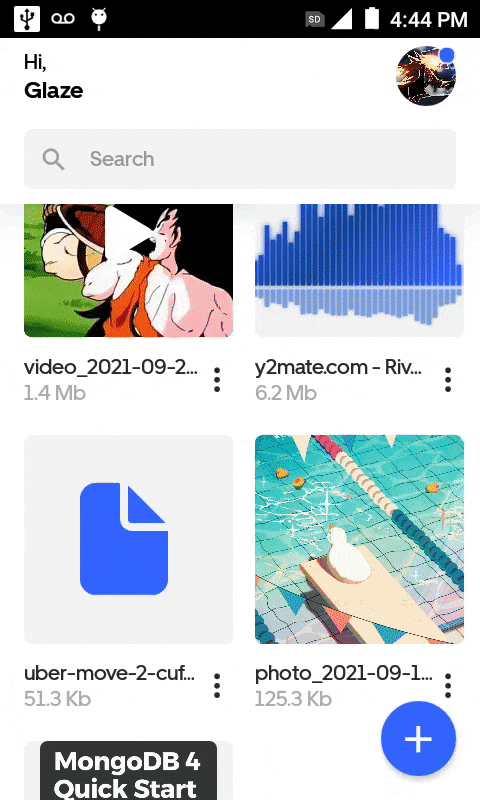 SD 4:44 PM
Hi,
Glaze
Search
video_2021-09-2...
1.4 Mb
y2mate.com - Riv...
6.2 Mb
uber-move-2-cuf...
51.3 Kb
photo_2021-09-1...
125.3 Kb
MongoDB 4
Quick Start